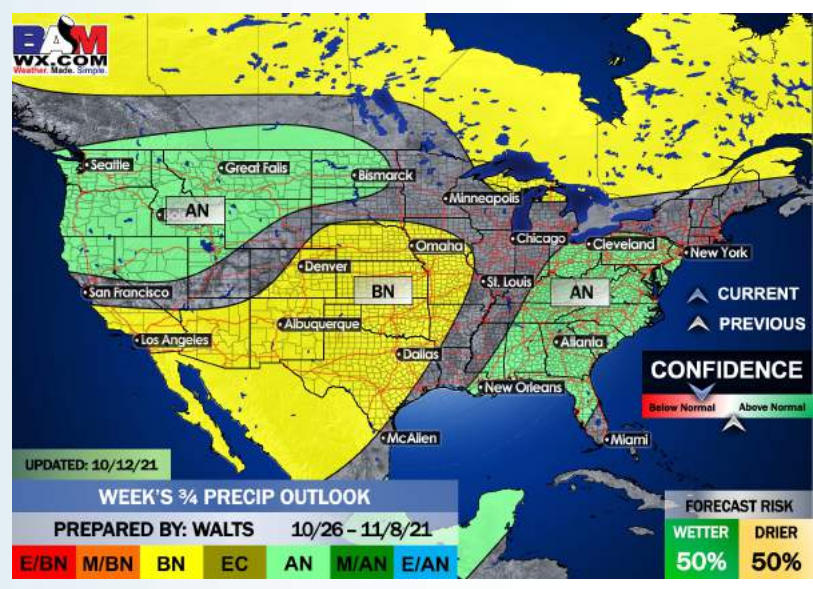 BAM
WX.COM
Weather. Made. Simple.
Seattle
Great Falls
Bismarck
Minneapolis
AN
Omaha
Chicago
Cleveland
New York
Denver
San Francisco
BN
St. Louis
AN
CURRENT
PREVIOUS
Albuquerque
Los Angeles
Dallas
Atlanta
CONFIDENCE
Below Normal
Above Normal
New Orleans
McAllen
Miami
UPDATED: 10/12/21
WEEK'S ¾ PRECIP OUTLOOK
PREPARED BY: WALTS 10/26 – 11/8/21
E/BN M/BN BN EC AN M/AN E/AN
FORECAST RISK
WETTER DRIER
50% 50%